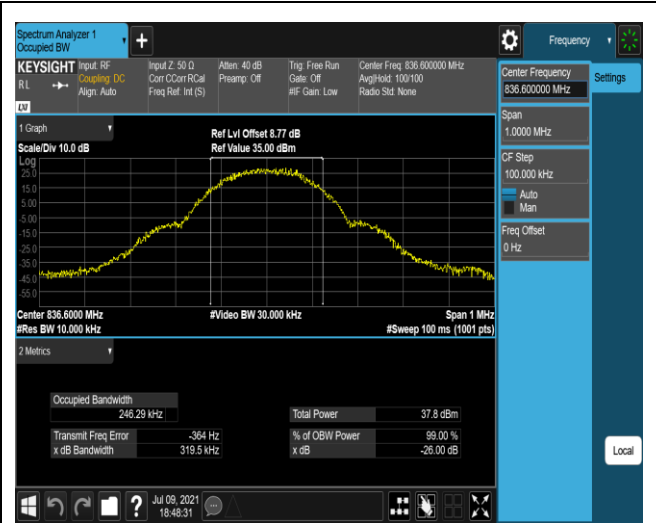 Spectrum Analyzer 1
Occupied BW
Frequency
KEYSIGHT
RL
LXI
Input: RF
Coupling: DC
Align: Auto
Input Z: 50 Ω
Corr CCorr RCal
Freq Ref: Int (S)
Atten: 40 dB
Preamp: Off
Trig: Free Run
Gate: Off
#IF Gain: Low
Center Freq: 836.600000 MHz
Avg|Hold: 100/100
Radio Std: None
Center Frequency
836.600000 MHz
Settings
Span
1.0000 MHz
CF Step
100.000 kHz
Auto
Man
Freq Offset
0 Hz
1 Graph
Scale/Div 10.0 dB
Ref Lvl Offset 8.77 dB
Ref Value 35.00 dBm
Log
25.0
15.0
5.00
-5.00
-15.0
-25.0
-35.0
-45.0
-55.0
Center 836.6000 MHz
#Video BW 30.000 kHz
Span 1 MHz
#Res BW 10.000 kHz
#Sweep 100 ms (1001 pts)
2 Metrics
Occupied Bandwidth
246.29 kHz
Total Power 37.8 dBm
Transmit Freq Error -364 Hz
% of OBW Power 99.00 %
x dB Bandwidth 319.5 kHz
x dB -26.00 dB
Local
?
Jul 09, 2021
18:48:31